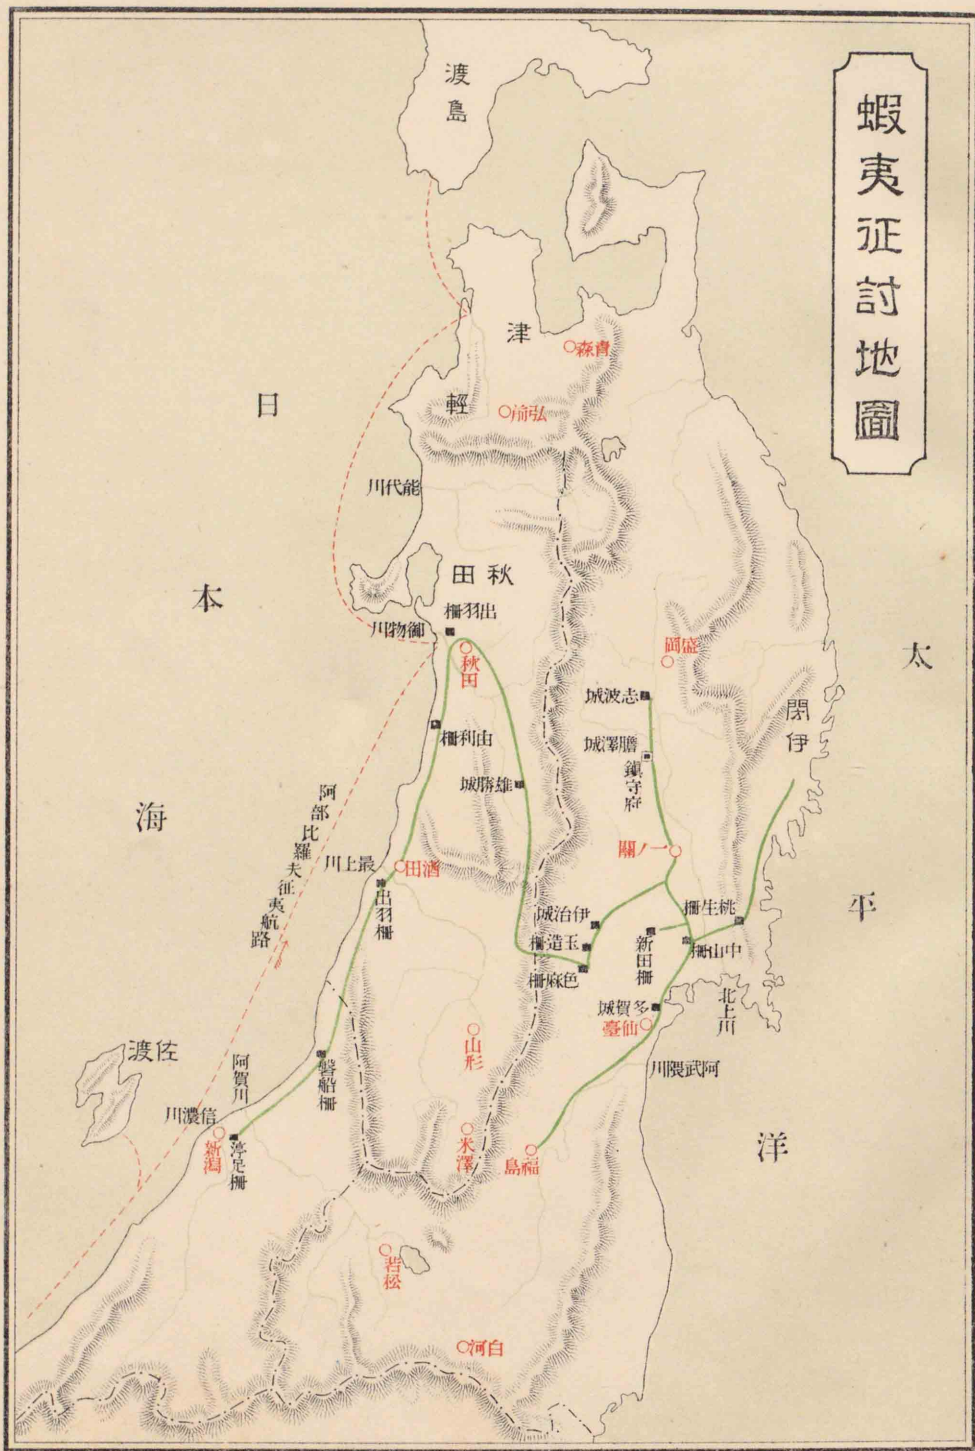 蝦夷征討地圖
渡島
津輕
青森
弘前
能代川
秋田
出羽柵
御物川
秋田
盛岡
志波城
膽澤城
鎮守府
閉伊
由利柵
雄勝城
一ノ關
最上川
酒田
出羽柵
伊治城
玉造柵
色麻柵
新田柵
桃生柵
中山柵
北上川
多賀城
仙臺
阿武隈川
山形
米澤
福島
磐船柵
阿賀川
信濃川
新潟
渟足柵
佐渡
若松
白河
阿部比羅夫征夷航路
日本海
太平洋